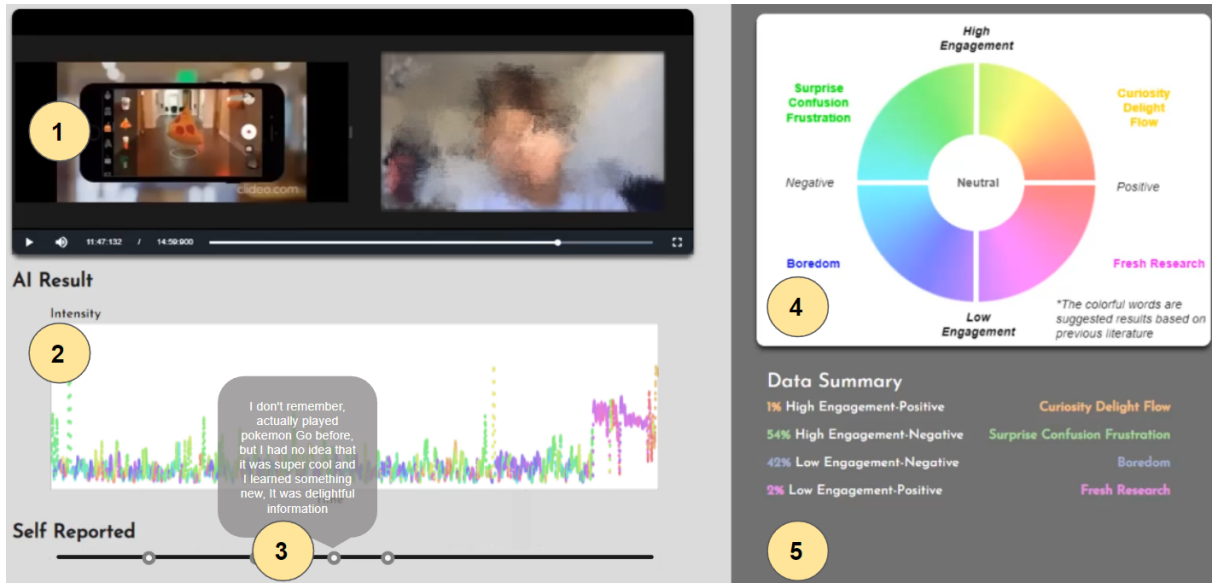 1
clideo.com
11:47:132 / 14:59:900
AI Result
Intensity
2
I don't remember,
actually played
pokemon Go before,
but I had no idea that
it was super cool and
I learned something
new, It was delightful
information
Self Reported
3
High
Engagement
Surprise
Confusion
Frustration
Curiosity
Delight
Flow
Negative
Neutral
Positive
Boredom
Fresh Research
4
Low
Engagement
*The colorful words are
suggested results based on
previous literature
Data Summary
1% High Engagement-Positive Curiosity Delight Flow
54% High Engagement-Negative Surprise Confusion Frustration
42% Low Engagement-Negative Boredom
2% Low Engagement-Positive Fresh Research
5